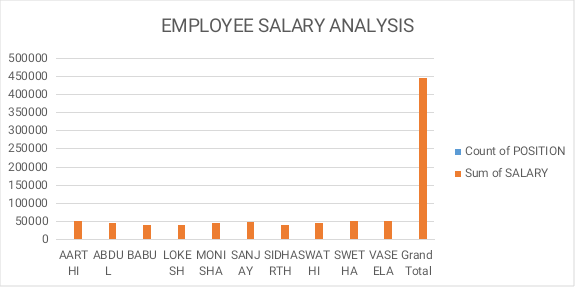 EMPLOYEE SALARY ANALYSIS
500000
450000
400000
350000
300000
250000
200000
150000
100000
50000
0
AART ABDU BABU LOKE MONI SANJ SIDHA SWAT SWET VASE Grand
HI L SH SHA AY RTH HI HA ELA Total
Count of POSITION
Sum of SALARY